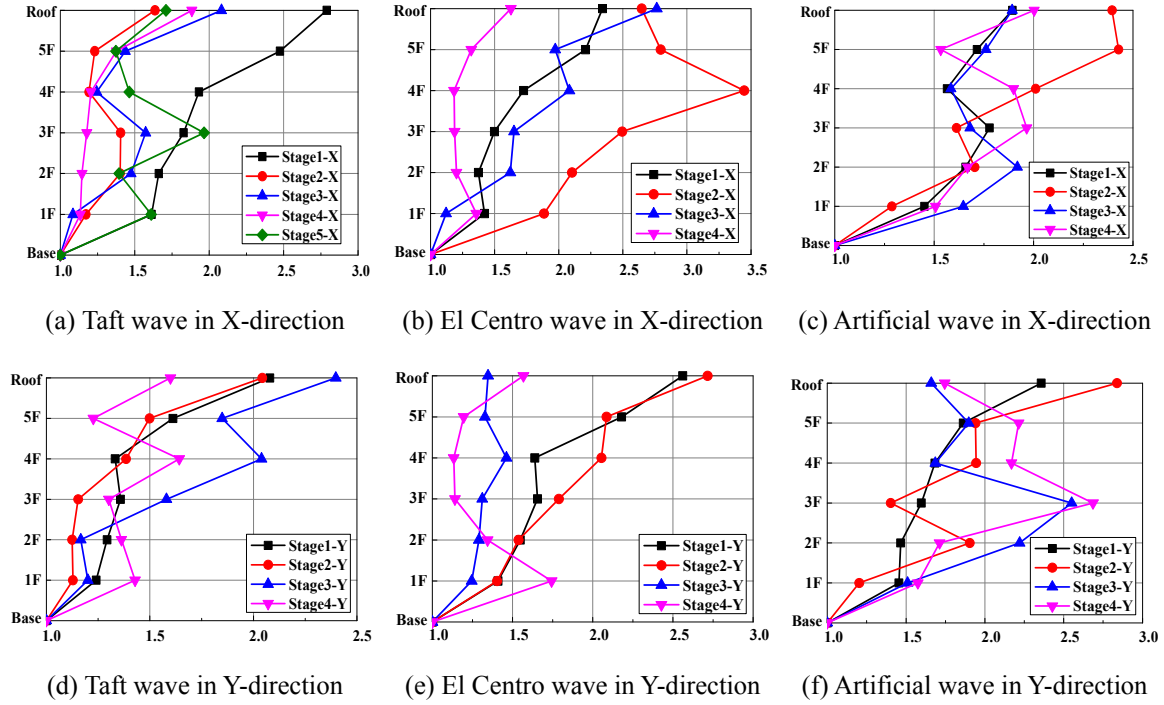 Roof
5F
4F
3F
2F
1F
Base
1.0 1.5 2.0 2.5 3.0
Stage1-X
Stage2-X
Stage3-X
Stage4-X
Stage5-X
(a) Taft wave in X-direction
Roof
5F
4F
3F
2F
1F
Base
1.0 1.5 2.0 2.5 3.0 3.5
Stage1-X
Stage2-X
Stage3-X
Stage4-X
(b) El Centro wave in X-direction
Roof
5F
4F
3F
2F
1F
Base
1.0 1.5 2.0 2.5
Stage1-X
Stage2-X
Stage3-X
Stage4-X
(c) Artificial wave in X-direction
Roof
5F
4F
3F
2F
1F
Base
1.0 1.5 2.0 2.5
Stage1-Y
Stage2-Y
Stage3-Y
Stage4-Y
(d) Taft wave in Y-direction
Roof
5F
4F
3F
2F
1F
Base
1.0 1.5 2.0 2.5 3.0
Stage1-Y
Stage2-Y
Stage3-Y
Stage4-Y
(e) El Centro wave in Y-direction
Roof
5F
4F
3F
2F
1F
Base
1.0 1.5 2.0 2.5 3.0
Stage1-Y
Stage2-Y
Stage3-Y
Stage4-Y
(f) Artificial wave in Y-direction